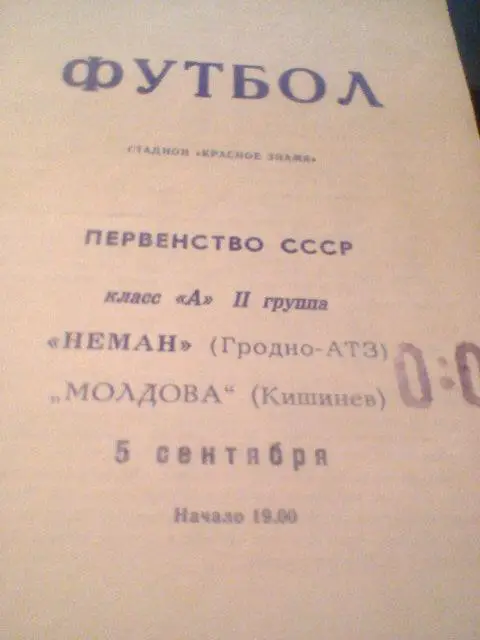 ФУТБОЛ
СТАДИОН «КРАСНОЕ ЗНАМЯ»
ПЕРВЕНСТВО СССР
класс «А» II группа
«НЕМАН» (Гродно-АТЗ)
„МОЛДОВА“ (Кишинев)
0:0
5 сентября
Начало 19.00